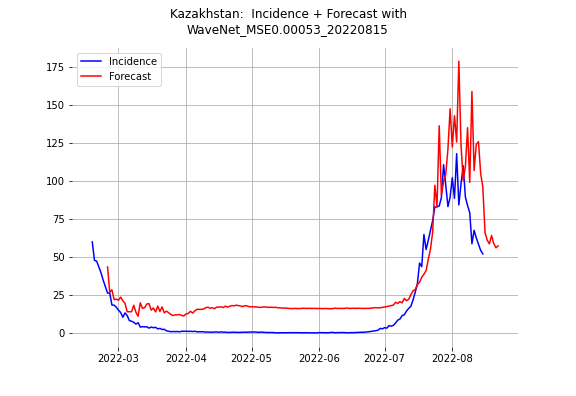 Kazakhstan:  Incidence + Forecast with
WaveNet_MSE0.00053_20220815
Incidence
Forecast
175
150
125
100
75
50
25
0
2022-03 2022-04 2022-05 2022-06 2022-07 2022-08